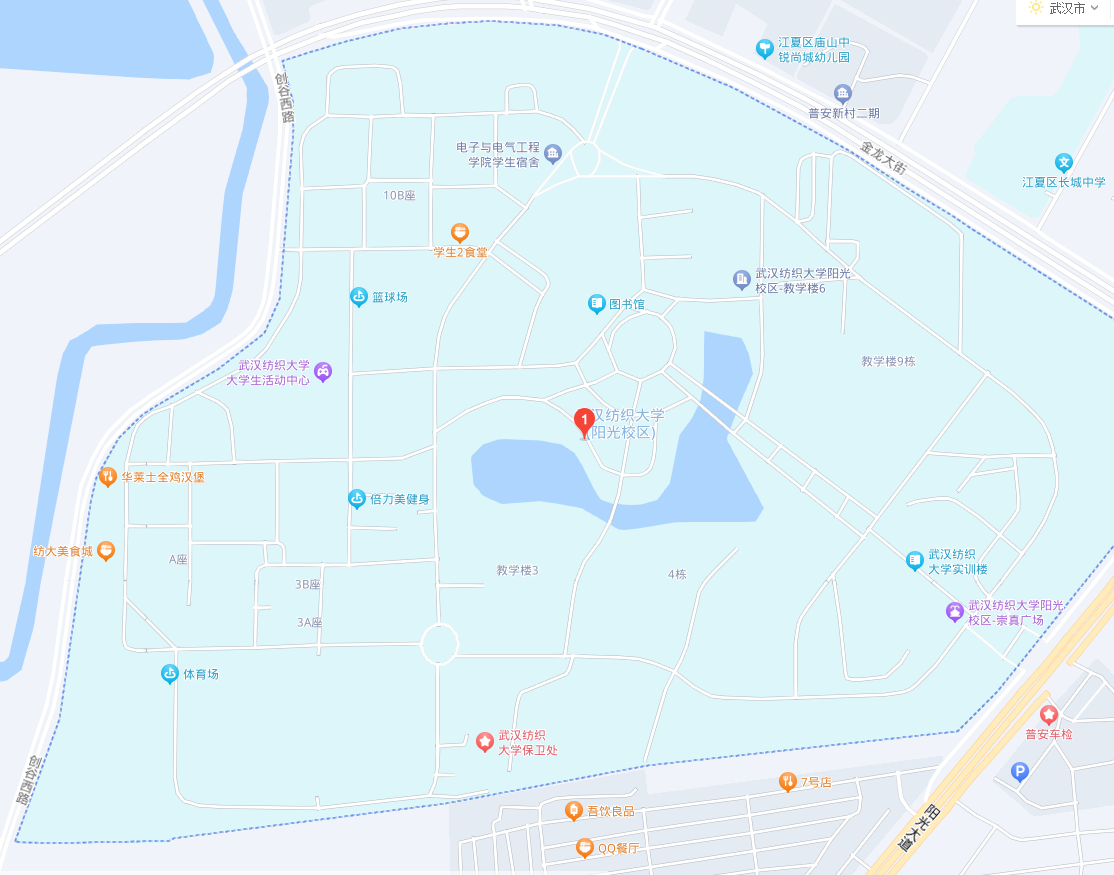 武汉市
江夏区庙山中
锐尚城幼儿园
创谷西路
普安新村二期
金龙大街
电子与电气工程
学院学生宿舍
江夏区长城中学
10B座
学生2食堂
武汉纺织大学阳光
校区-教学楼6
篮球场
图书馆
武汉纺织大学
大学生活动中心
教学楼9栋
1
汉纺织大学
(阳光校区)
华莱士全鸡汉堡
倍力美健身
纺大美食城
A座
教学楼3
4栋
武汉纺织
大学实训楼
3B座
武汉纺织大学阳光
校区-崇真广场
3A座
体育场
武汉纺织
大学保卫处
普安车检
创谷西路
P
7号店
吾饮良品
阳光大道
QQ餐厅